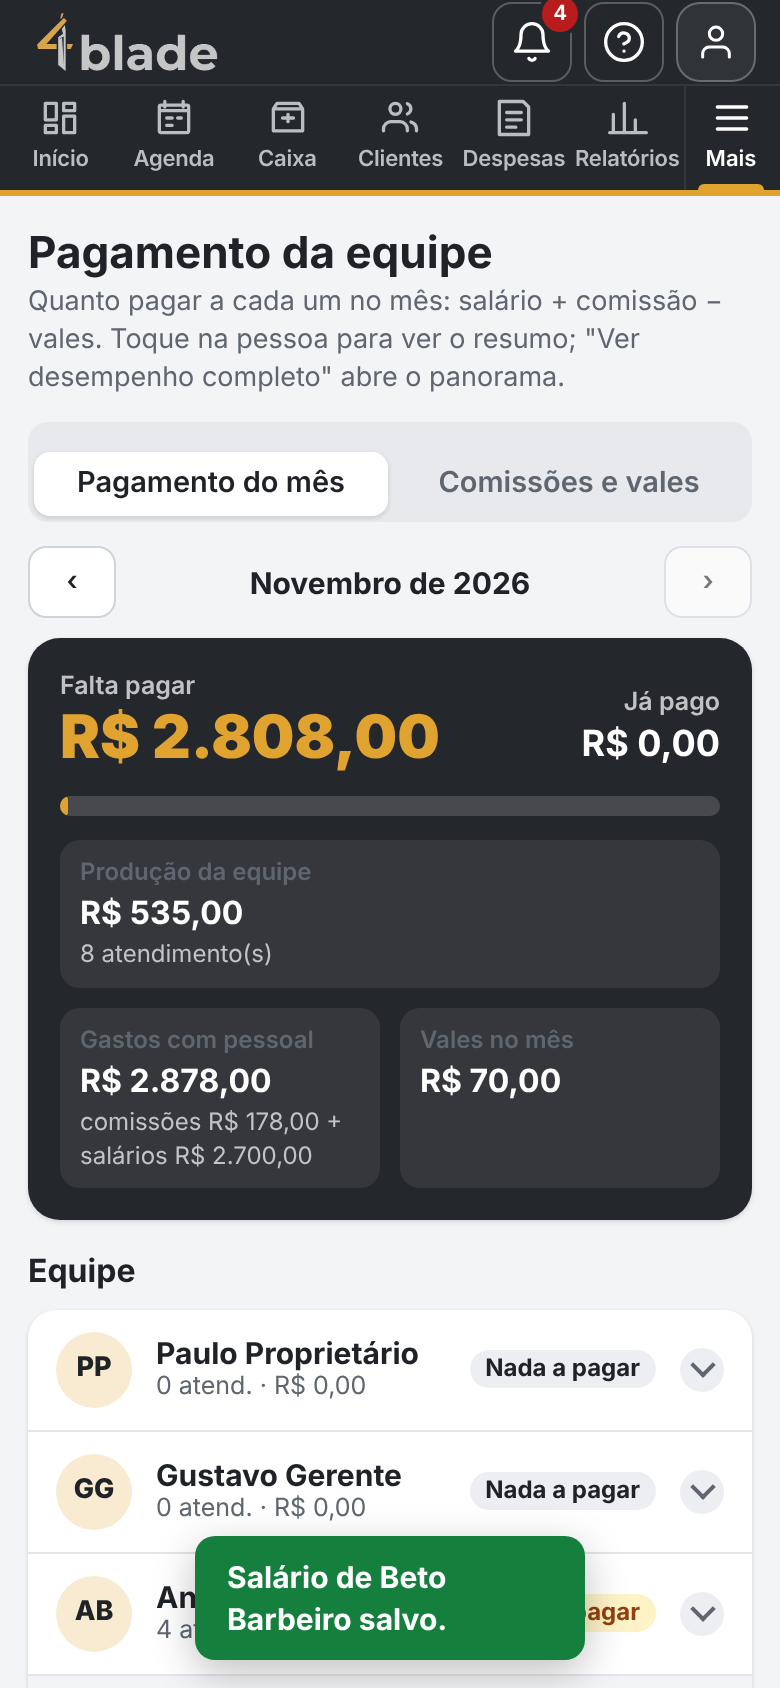 4blade
4
Início
Agenda
Caixa
Clientes
Despesas
Relatórios
Mais
Pagamento da equipe
Quanto pagar a cada um no mês: salário + comissão −
vales. Toque na pessoa para ver o resumo; "Ver
desempenho completo" abre o panorama.
Pagamento do mês
Comissões e vales
‹
Novembro de 2026
›
Falta pagar
R$ 2.808,00
Já pago
R$ 0,00
Produção da equipe
R$ 535,00
8 atendimento(s)
Gastos com pessoal
R$ 2.878,00
comissões R$ 178,00 +
salários R$ 2.700,00
Vales no mês
R$ 70,00
Equipe
PP
Paulo Proprietário
0 atend. · R$ 0,00
Nada a pagar
GG
Gustavo Gerente
0 atend. · R$ 0,00
Nada a pagar
AB
Salário de Beto
Barbeiro salvo.